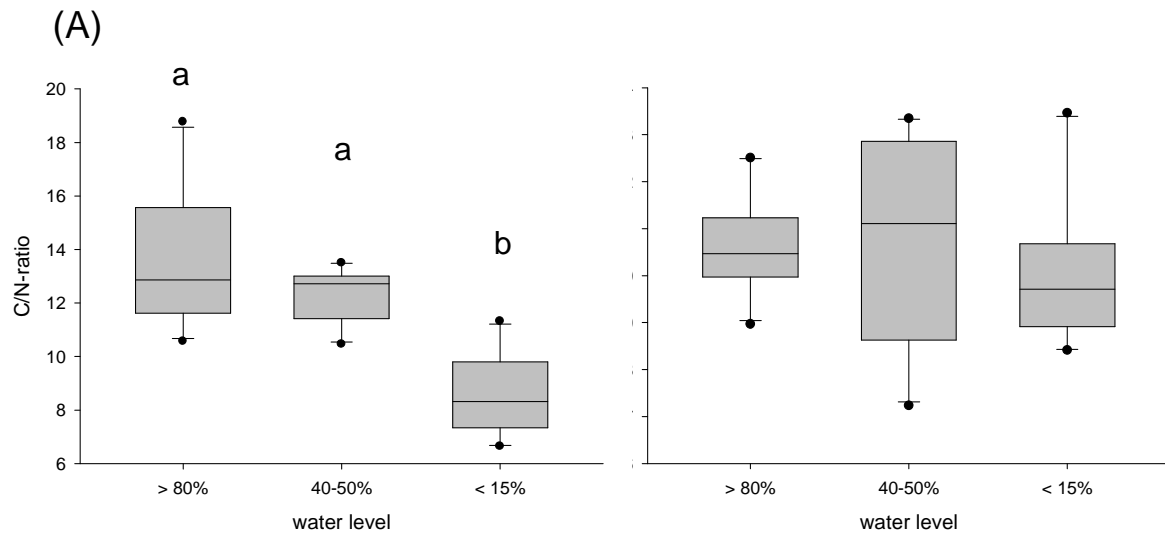 (A)
a
a
b
20
18
16
14
12
10
8
6
C/N-ratio
> 80% 40-50% < 15%
water level
> 80% 40-50% < 15%
water level